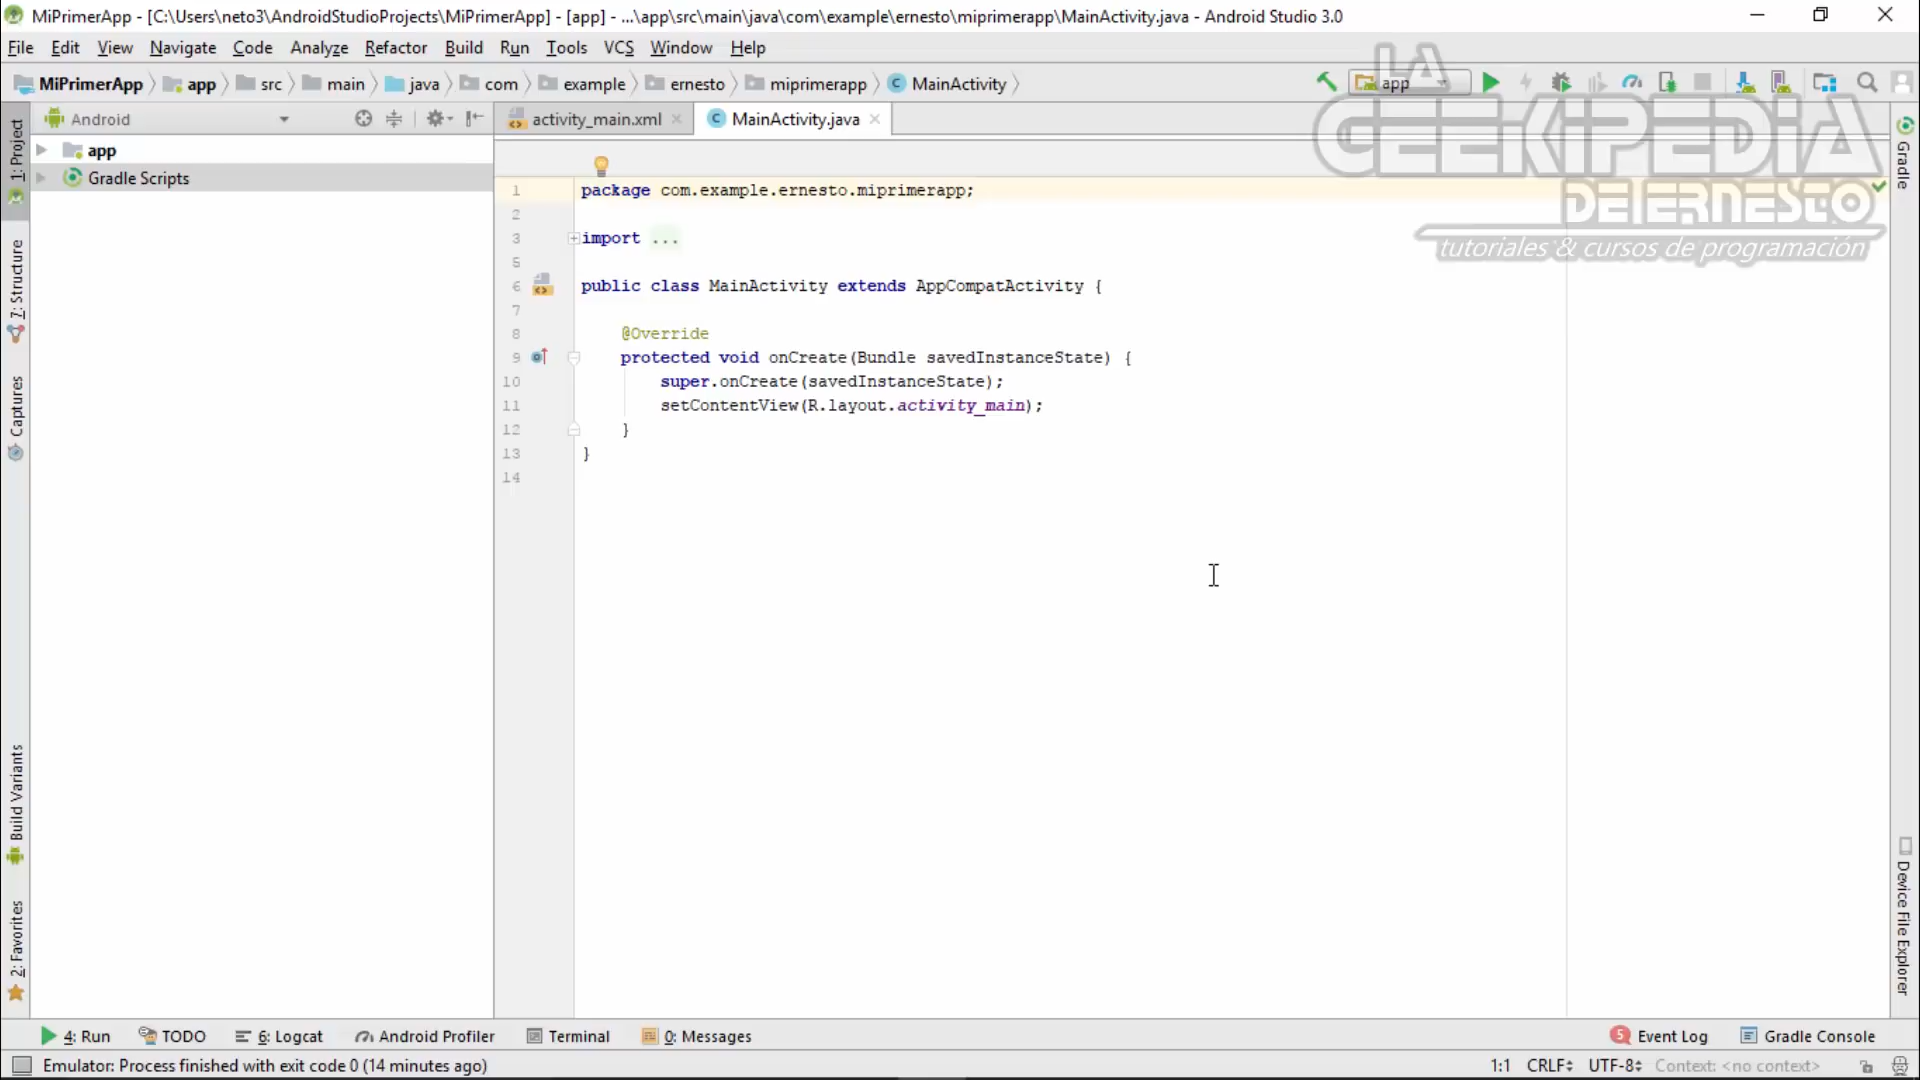 MiPrimerApp - [C:\Users\neto3\AndroidStudioProjects\MiPrimerApp] - [app] - ...\app\src\main\java\com\example\ernesto\miprimerapp\MainActivity.java - Android Studio 3.0
File Edit View Navigate Code Analyze Refactor Build Run Tools VCS Window Help
MiPrimerApp app src main java com example ernesto miprimerapp MainActivity app
LA
GEEKIPEDIA
DE ERNESTO
tutoriales & cursos de programación
Android
activity_main.xml MainActivity.java
app
Gradle Scripts
1: Project
7: Structure
Captures
Build Variants
2: Favorites
Gradle
Device File Explorer
1 package com.example.ernesto.miprimerapp;
2
3 import ...
5
6 public class MainActivity extends AppCompatActivity {
7
8 @Override
9 protected void onCreate(Bundle savedInstanceState) {
10 super.onCreate(savedInstanceState);
11 setContentView(R.layout.activity_main);
12 }
13 }
14
4: Run TODO 6: Logcat Android Profiler Terminal 0: Messages 5 Event Log Gradle Console
Emulator: Process finished with exit code 0 (14 minutes ago) 1:1 CRLF UTF-8 Context: <no context>